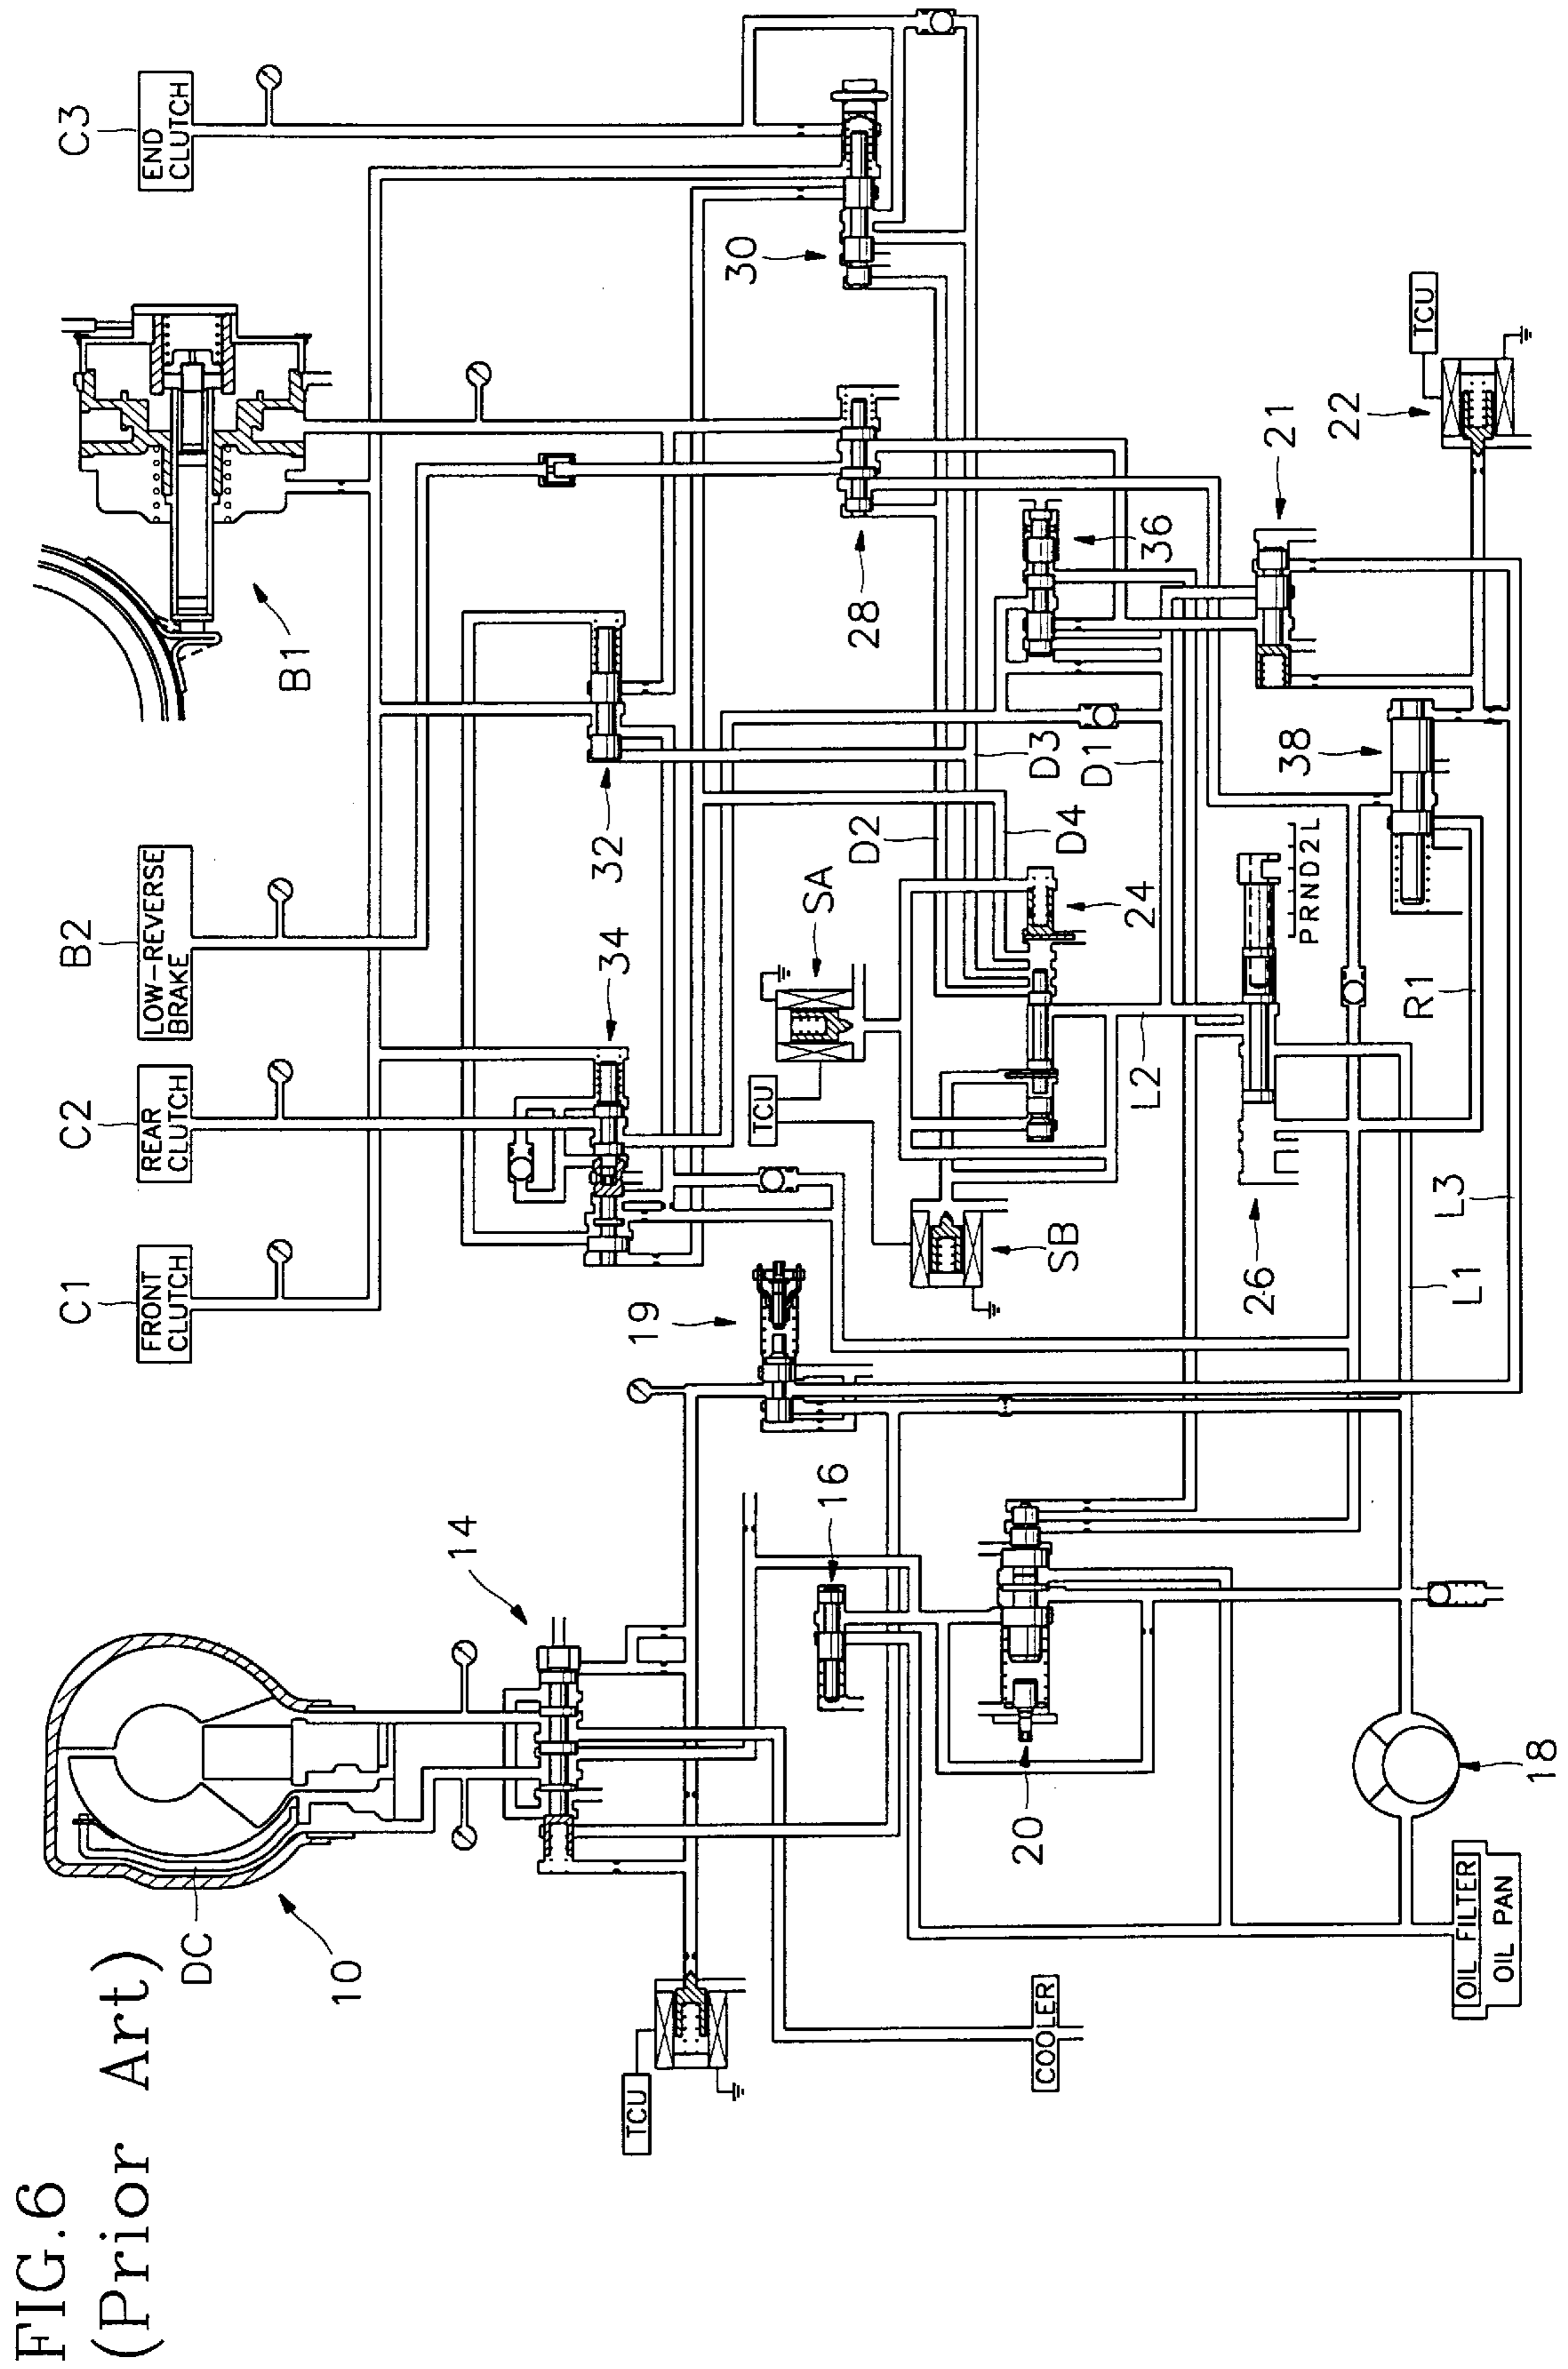 FIG.6
(Prior Art)
C1
FRONT
CLUTCH
C2
REAR
CLUTCH
B2
LOW-REVERSE
BRAKE
B1
C3
END
CLUTCH
DC
10
14
TCU
COOLER
16
19
34
32
28
30
TCU
SA
SB
D2
D3
D1
D4
24
36
21
22
TCU
38
PRND2L
L2
26
R1
L1
L3
20
18
OIL FILTER
OIL PAN